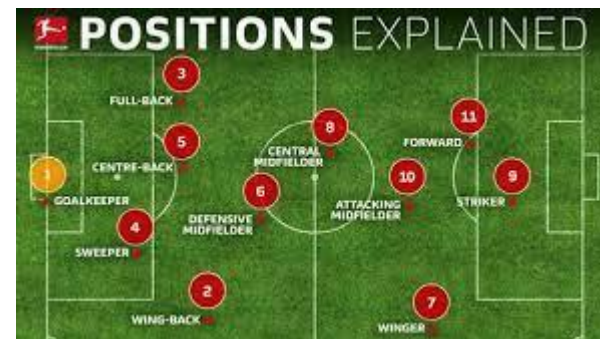 POSITIONS EXPLAINED
3
FULL-BACK
8
11
5
CENTRAL
MIDFIELDER
FORWARD
CENTRE-BACK
1
GOALKEEPER
6
10
9
ATTACKING
MIDFIELDER
STRIKER
4
DEFENSIVE
MIDFIELDER
SWEEPER
2
WING-BACK
7
WINGER